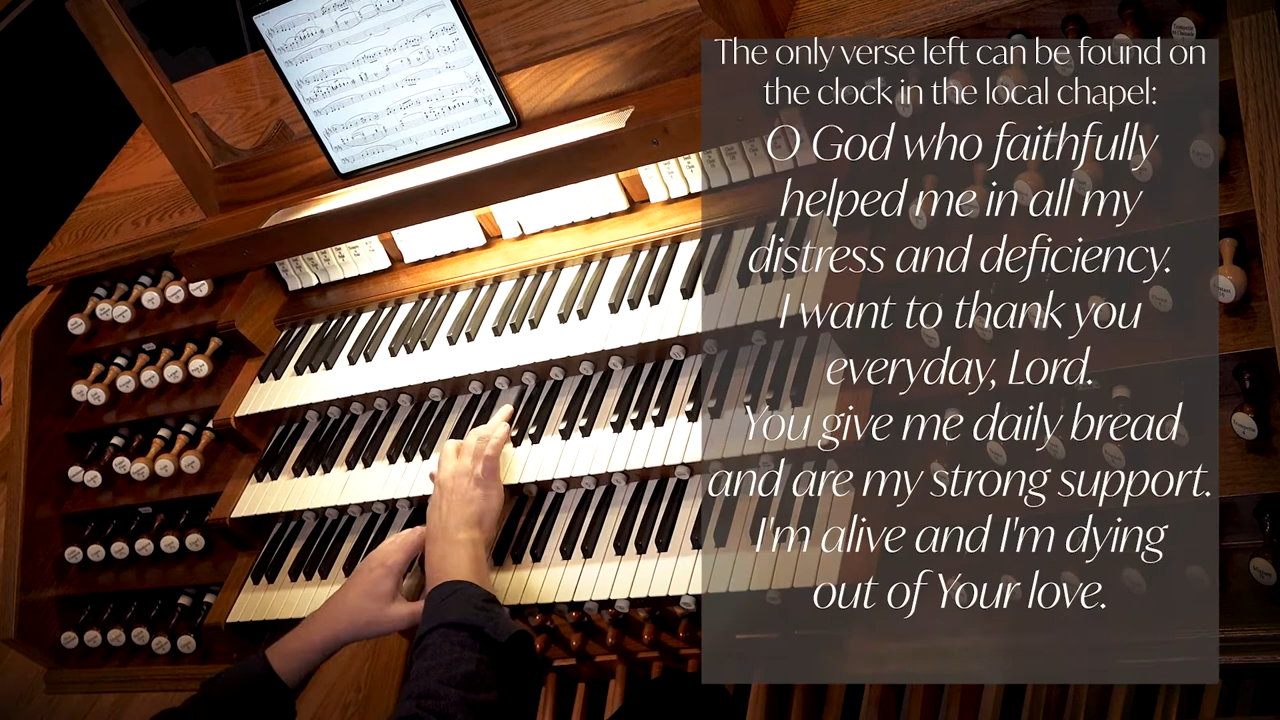 The only verse left can be found on
the clock in the local chapel:
O God who faithfully
helped me in all my
distress and deficiency.
I want to thank you
everyday, Lord.
You give me daily bread
and are my strong support.
I'm alive and I'm dying
out of Your love.